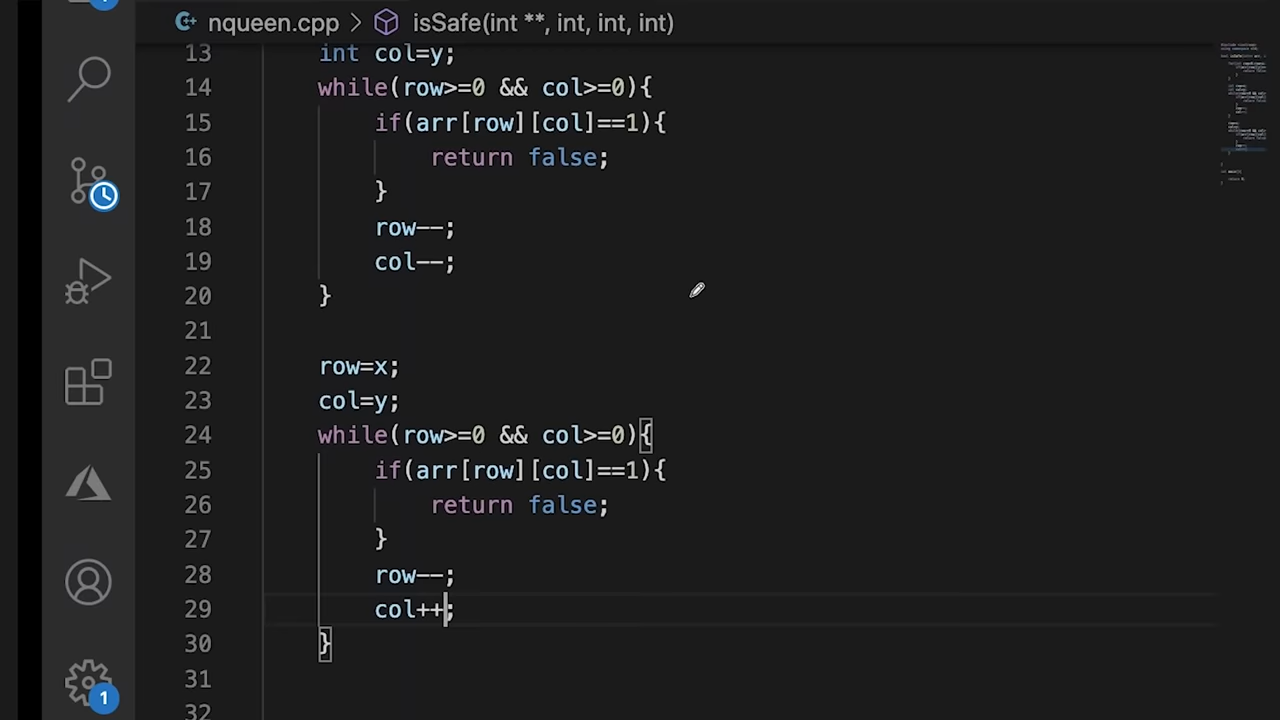 nqueen.cpp > isSafe(int **, int, int, int)
13 int col=y;
14 while(row>=0 && col>=0){
15 if(arr[row][col]==1){
16 return false;
17 }
18 row--;
19 col--;
20 }
21
22 row=x;
23 col=y;
24 while(row>=0 && col>=0){
25 if(arr[row][col]==1){
26 return false;
27 }
28 row--;
29 col++;
30 }
31
32
1